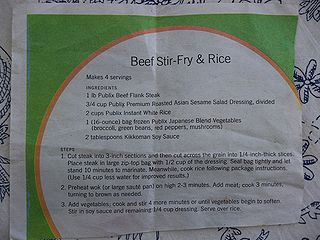 Beef Stir-Fry & Rice
Makes 4 servings
INGREDIENTS
1 lb Publix Beef Flank Steak
3/4 cup Publix Premium Roasted Asian Sesame Salad Dressing, divided
2 cups Publix Instant White Rice
1 (16-ounce) bag frozen Publix Japanese Blend Vegetables
(broccoli, green beans, red peppers, mushrooms)
2 tablespoons Kikkoman Soy Sauce
STEPS
1. Cut steak into 3-inch sections and then cut across the grain into 1/4-inch-thick slices.
Place steak in large zip-top bag with 1/2 cup of the dressing. Seal bag tightly and let
stand 10 minutes to marinate. Meanwhile, cook rice following package instructions.
(Use 1/4 cup less water for improved results.)
2. Preheat wok (or large sauté pan) on high 2-3 minutes. Add meat; cook 3 minutes,
turning to brown as needed.
3. Add vegetables; cook and stir 4 more minutes or until vegetables begin to soften.
Stir in soy sauce and remaining 1/4 cup dressing. Serve over rice.